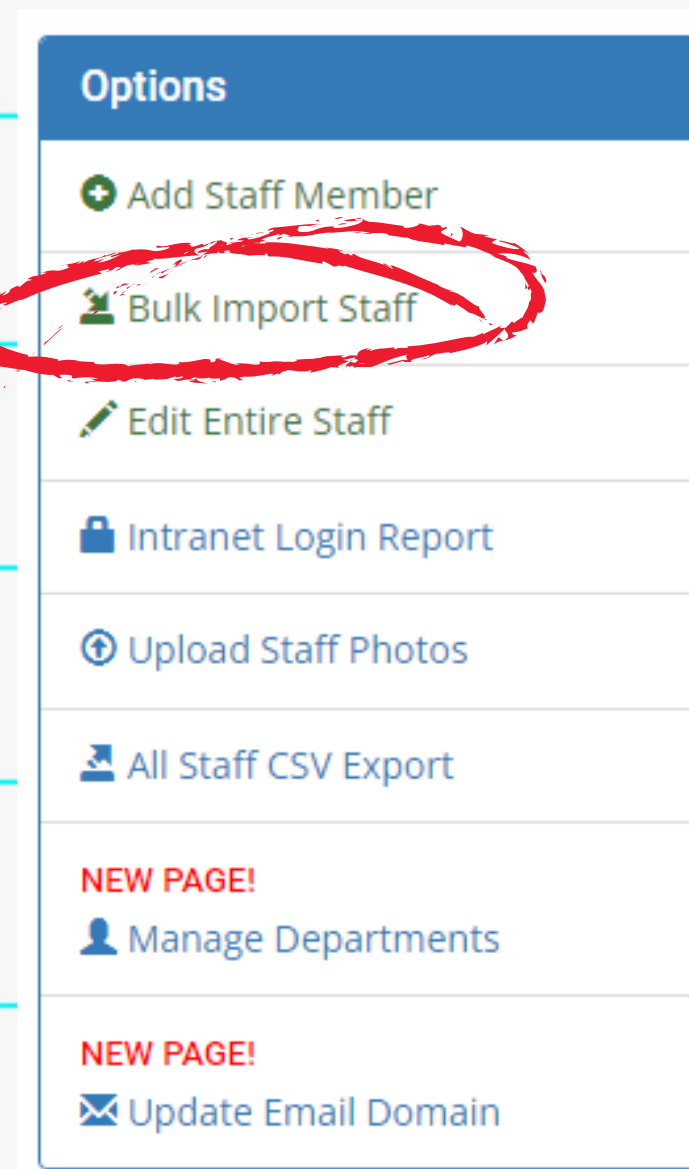 Options
Add Staff Member
Bulk Import Staff
Edit Entire Staff
Intranet Login Report
Upload Staff Photos
All Staff CSV Export
NEW PAGE!
Manage Departments
NEW PAGE!
Update Email Domain